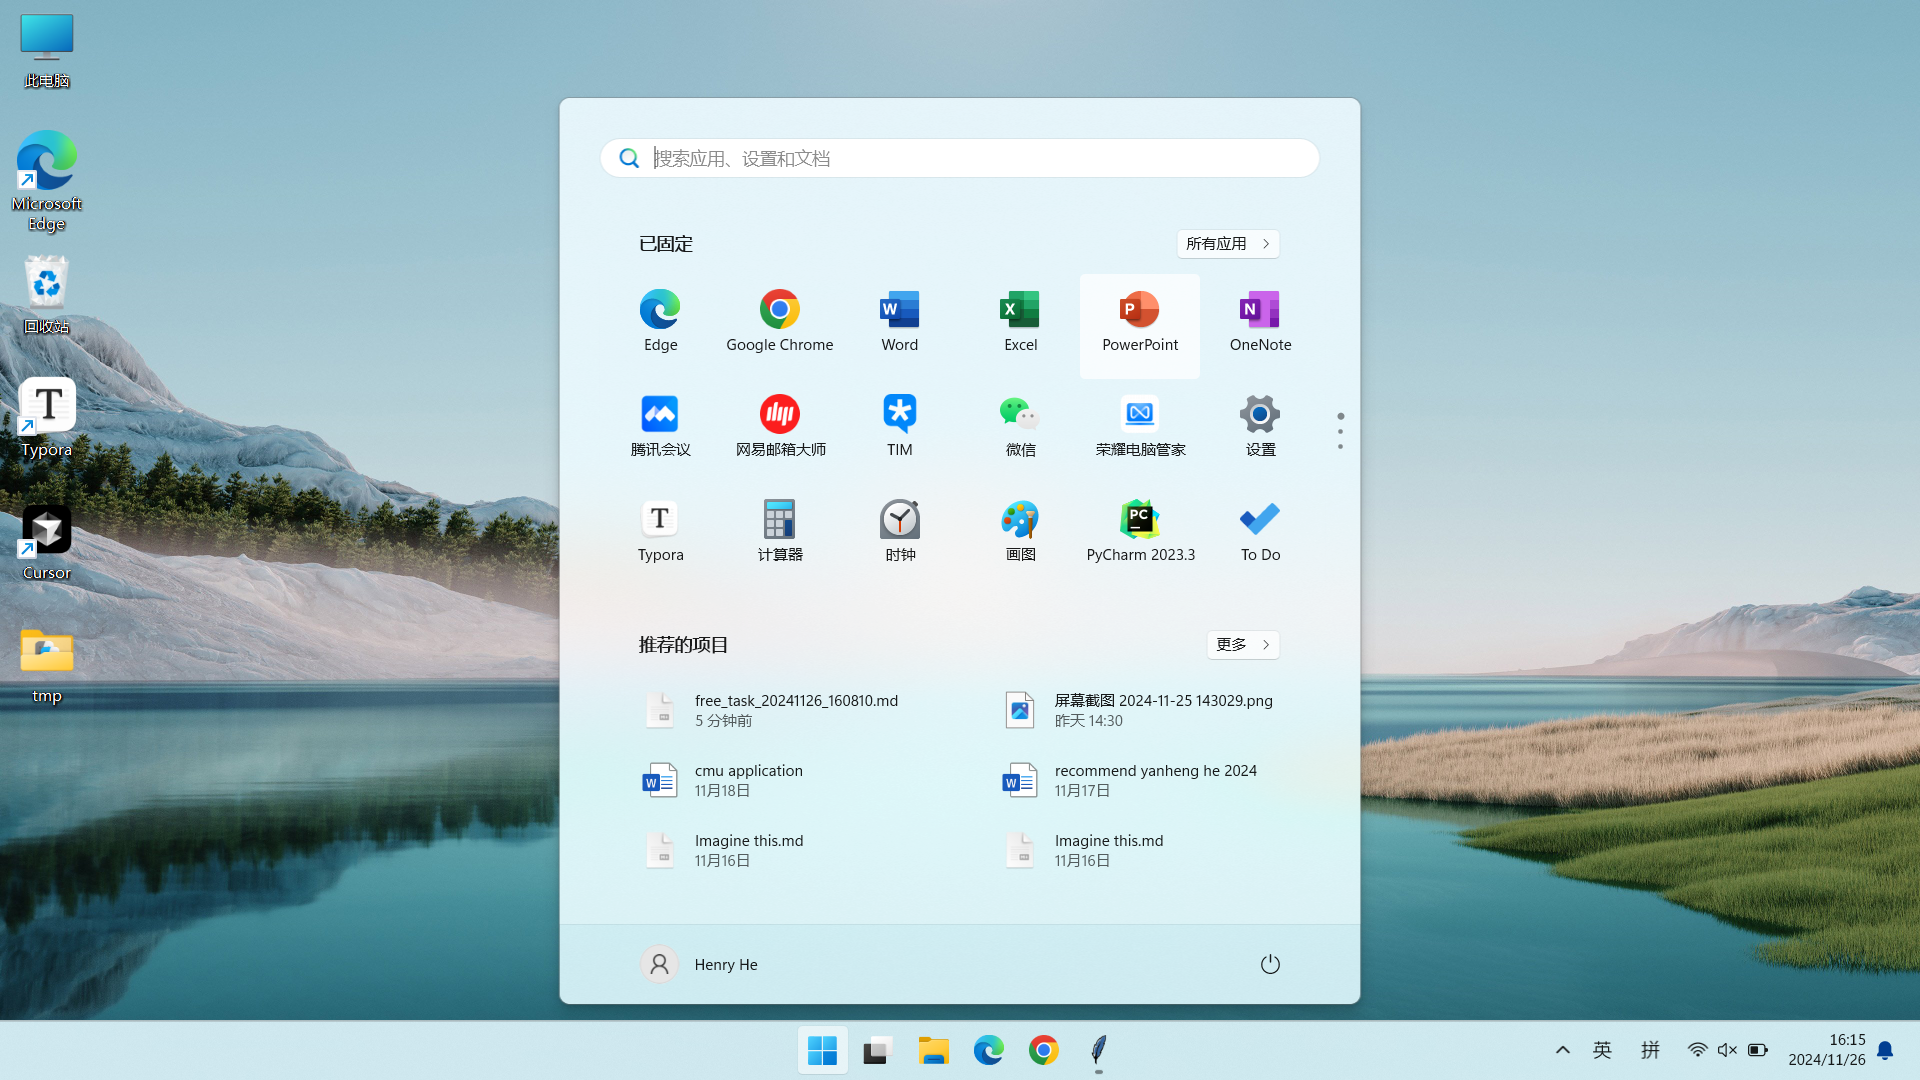 此电脑
Microsoft
Edge
回收站
Typora
Cursor
tmp
搜索应用、设置和文档
已固定
所有应用
Edge
Google Chrome
Word
Excel
PowerPoint
OneNote
腾讯会议
网易邮箱大师
TIM
微信
荣耀电脑管家
设置
Typora
计算器
时钟
画图
PyCharm 2023.3
To Do
推荐的项目
更多
free_task_20241126_160810.md
5 分钟前
屏幕截图 2024-11-25 143029.png
昨天 14:30
cmu application
11月18日
recommend yanheng he 2024
11月17日
Imagine this.md
11月16日
Imagine this.md
11月16日
Henry He
英
拼
16:15
2024/11/26